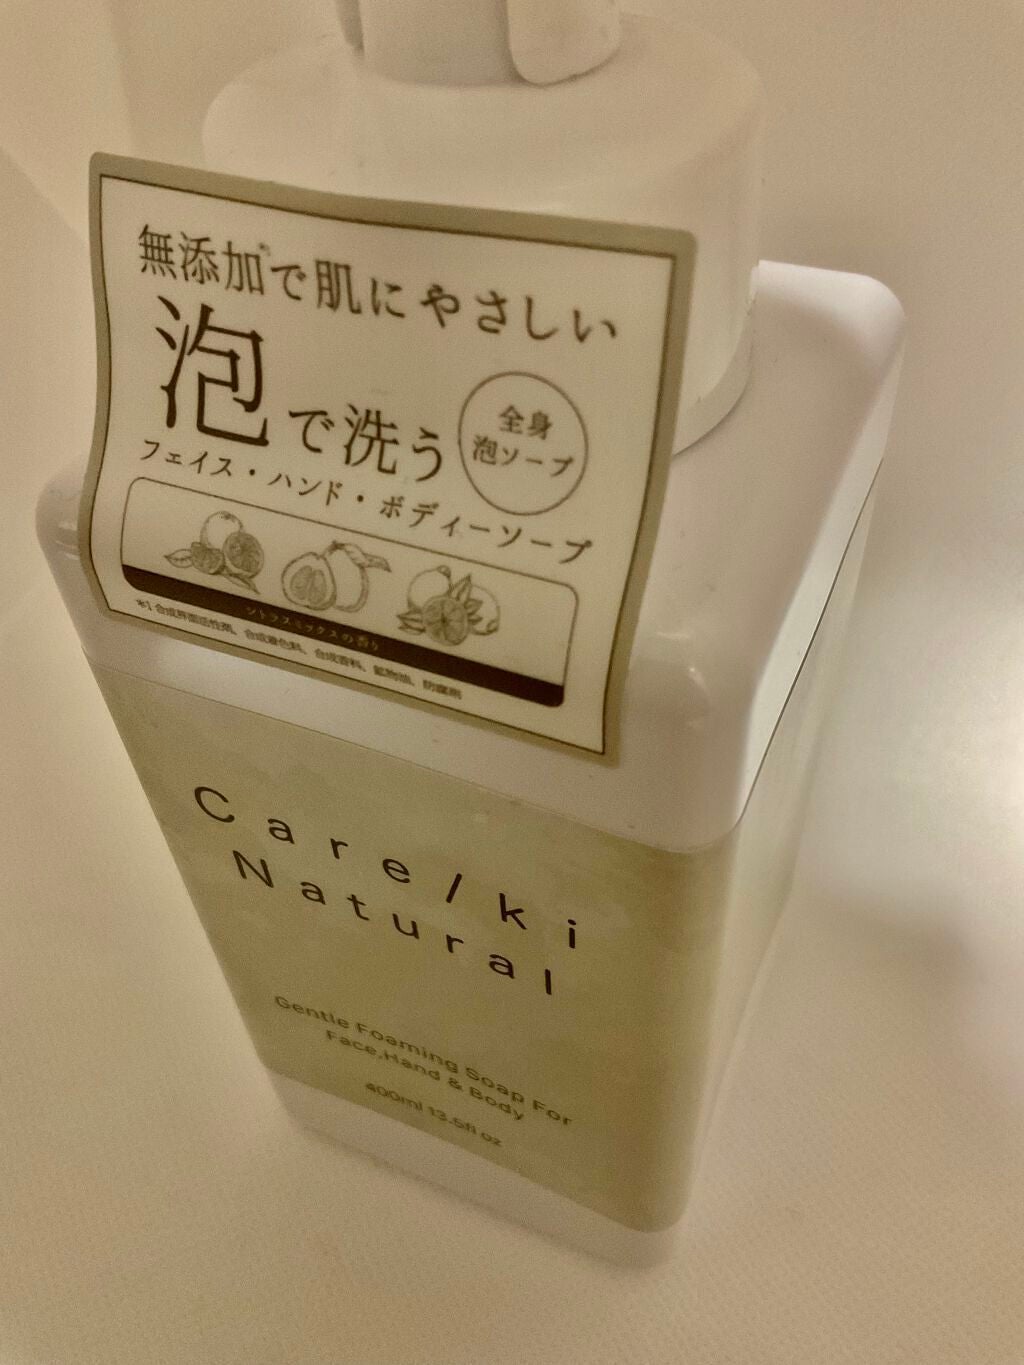 無添加※で肌にやさしい
泡で洗う
全身
泡ソープ
フェイス・ハンド・ボディーソープ
シトラスミックスの香り
※1 合成界面活性剤、合成着色料、合成香料、鉱物油、防腐剤
Care/ki
Natural
Gentle Foaming Soap For
Face,Hand & Body
400ml 13.5fl oz